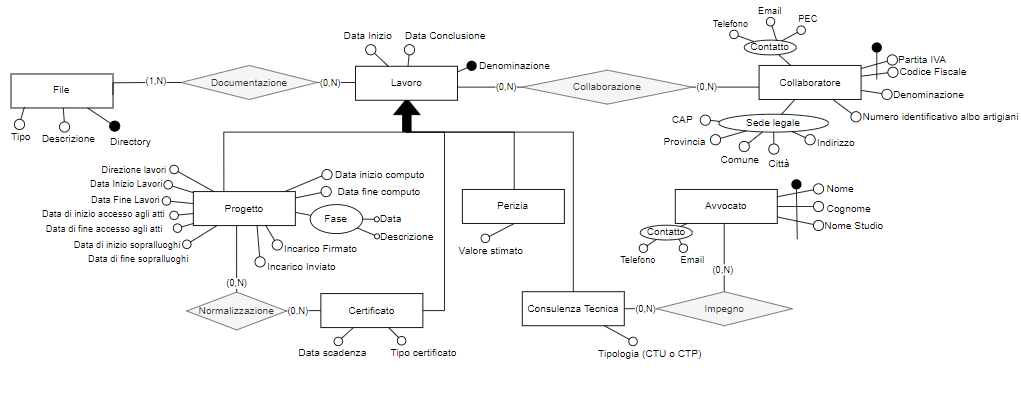 Email
Telefono
PEC
Contatto
Data Inizio
Data Conclusione
Denominazione
Partita IVA
Codice Fiscale
File
(1,N)
Documentazione
(0,N)
Lavoro
(0,N)
Collaborazione
(0,N)
Collaboratore
Denominazione
Numero identificativo albo artigiani
Tipo
Descrizione
Directory
CAP
Sede legale
Provincia
Indirizzo
Comune
Città
Direzione lavori
Data Inizio Lavori
Data Fine Lavori
Data di inizio accesso agli atti
Data di fine accesso agli atti
Data di inizio sopralluoghi
Data di fine sopralluoghi
Progetto
Data inizio computo
Data fine computo
Fase
Data
Descrizione
Incarico Firmato
Incarico Inviato
Perizia
Valore stimato
Avvocato
Nome
Cognome
Nome Studio
Contatto
Telefono
Email
(0,N)
(0,N)
Normalizzazione
(0,N)
Certificato
Data scadenza
Tipo certificato
Consulenza Tecnica
(0,N)
Impegno
Tipologia (CTU o CTP)